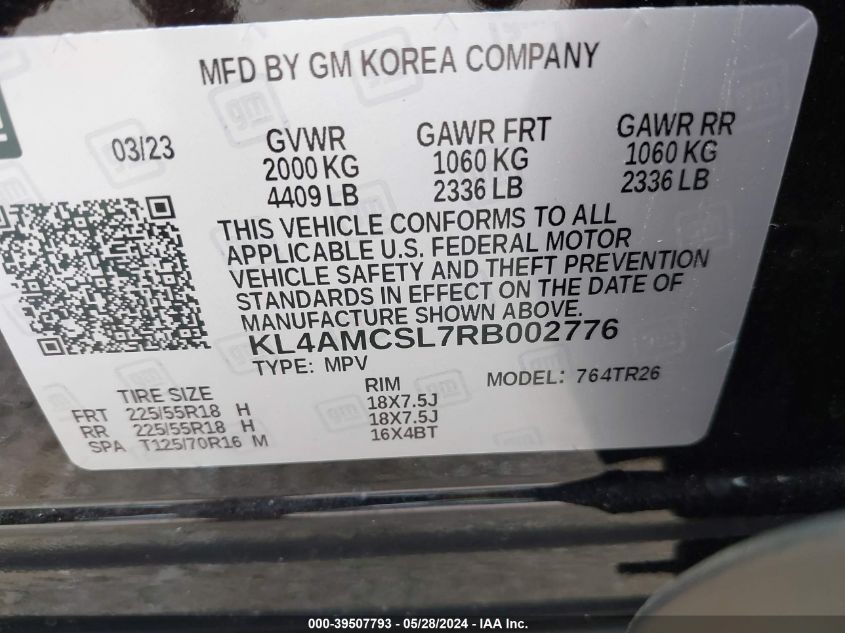 MFD BY GM KOREA COMPANY
03/23
GVWR
2000 KG
4409 LB
GAWR FRT
1060 KG
2336 LB
GAWR RR
1060 KG
2336 LB
THIS VEHICLE CONFORMS TO ALL
APPLICABLE U.S. FEDERAL MOTOR
VEHICLE SAFETY AND THEFT PREVENTION
STANDARDS IN EFFECT ON THE DATE OF
MANUFACTURE SHOWN ABOVE.
KL4AMCSL7RB002776
TYPE: MPV
MODEL: 764TR26
TIRE SIZE RIM
FRT 225/55R18 H 18X7.5J
RR 225/55R18 H 18X7.5J
SPA T125/70R16 M 16X4BT
000-39507793 - 05/28/2024 - IAA Inc.